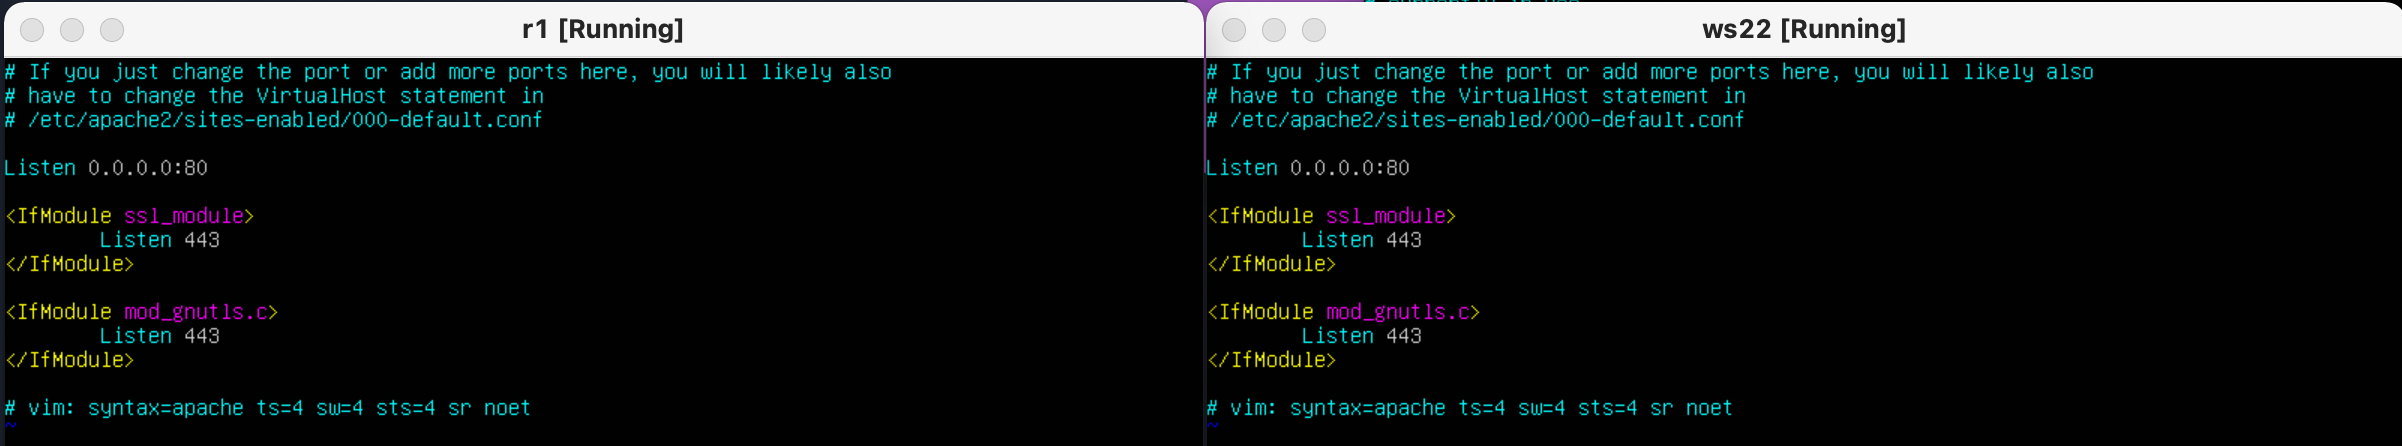 r1 [Running]
# If you just change the port or add more ports here, you will likely also
# have to change the VirtualHost statement in
# /etc/apache2/sites-enabled/000-default.conf
Listen 0.0.0.0:80
<IfModule ssl_module>
Listen 443
</IfModule>
<IfModule mod_gnutls.c>
Listen 443
</IfModule>
# vim: syntax=apache ts=4 sw=4 sts=4 sr noet
~
ws22 [Running]
# If you just change the port or add more ports here, you will likely also
# have to change the VirtualHost statement in
# /etc/apache2/sites-enabled/000-default.conf
Listen 0.0.0.0:80
<IfModule ssl_module>
Listen 443
</IfModule>
<IfModule mod_gnutls.c>
Listen 443
</IfModule>
# vim: syntax=apache ts=4 sw=4 sts=4 sr noet
~